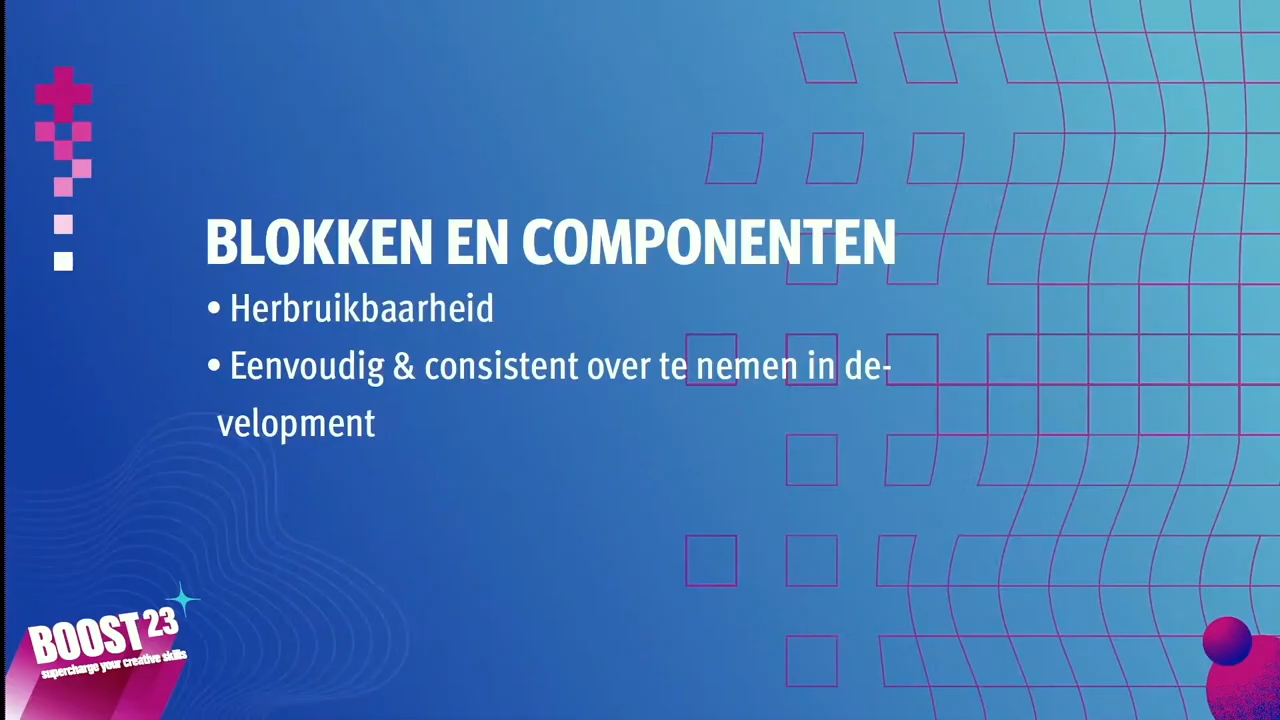 BLOKKEN EN COMPONENTEN
• Herbruikbaarheid
• Eenvoudig & consistent over te nemen in de-
velopment
BOOST 23
supercharge your creative skills